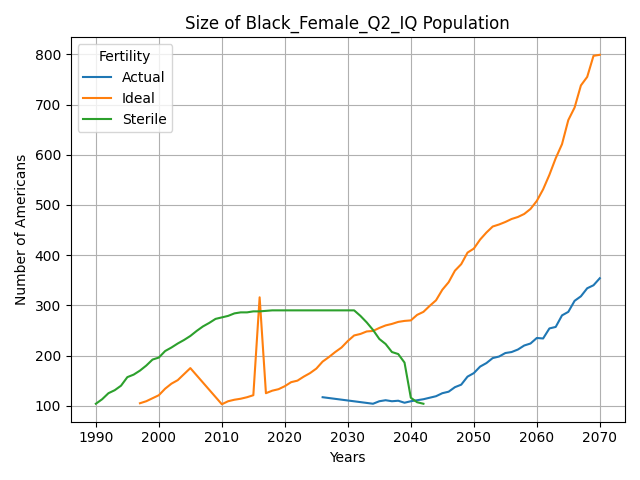 Size of Black_Female_Q2_IQ Population
Fertility
Actual
Ideal
Sterile
Number of Americans
800
700
600
500
400
300
200
100
1990 2000 2010 2020 2030 2040 2050 2060 2070
Years